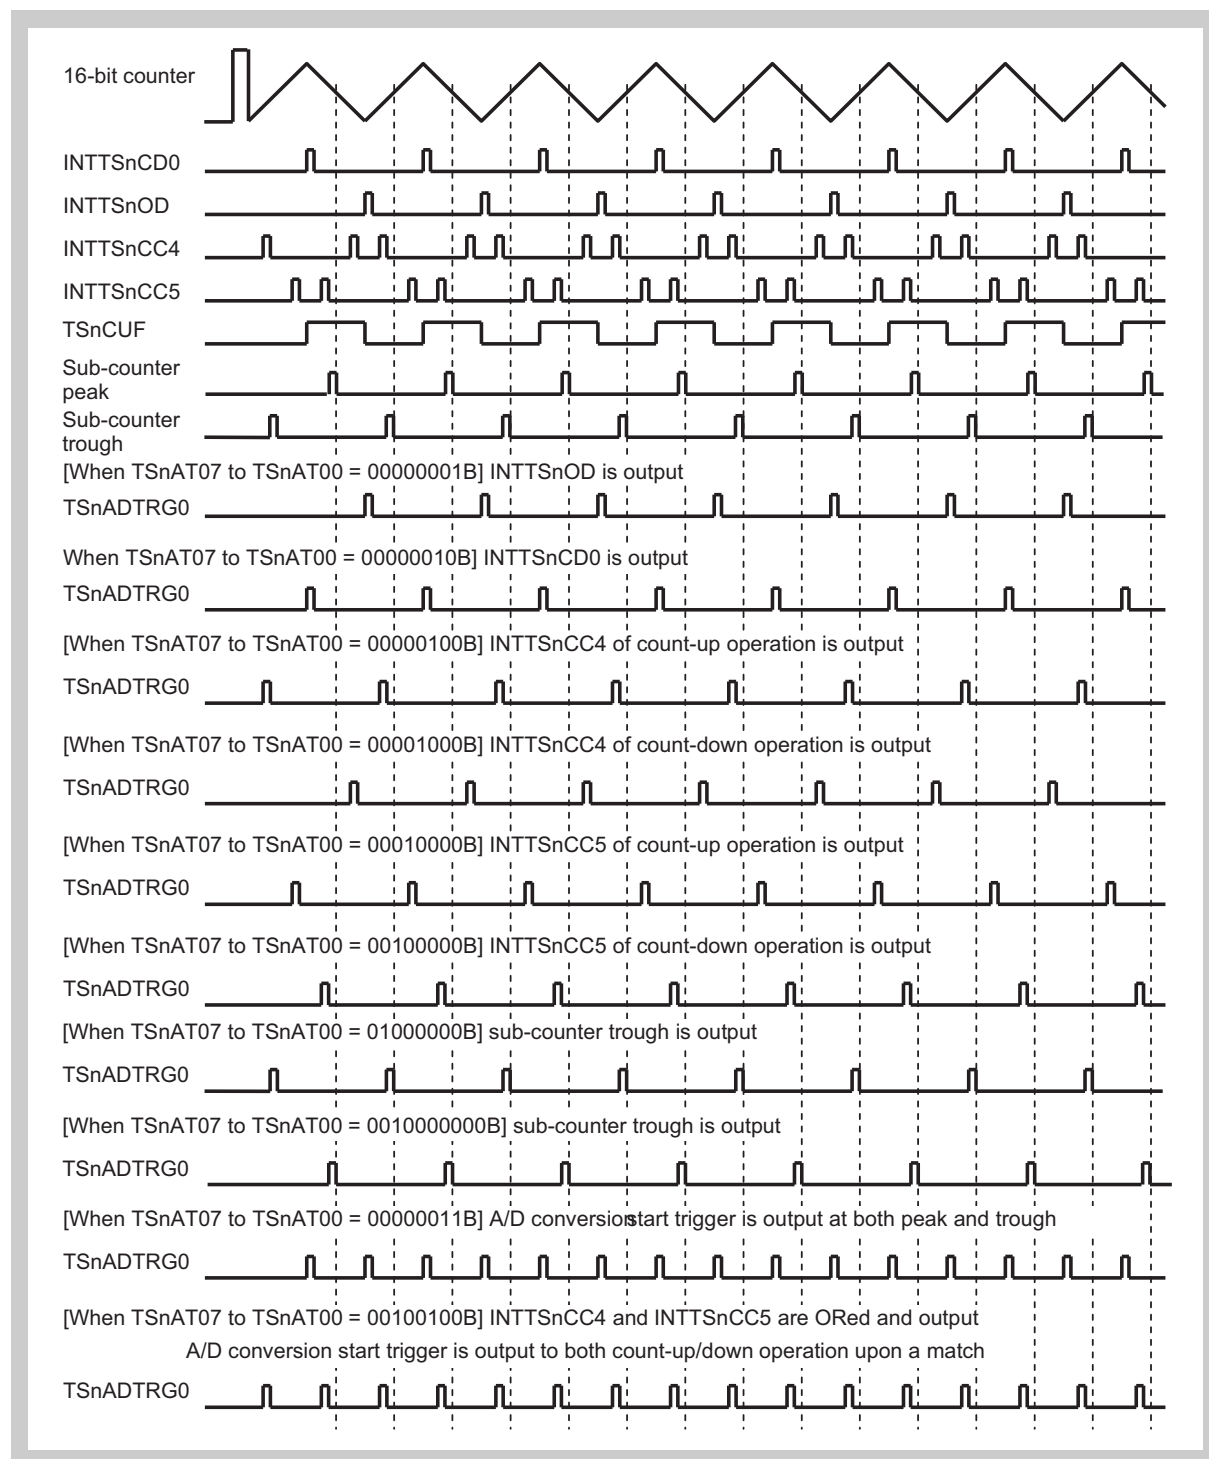 16-bit counter
INTTSnCD0
INTTSnOD
INTTSnCC4
INTTSnCC5
TSnCUF
Sub-counter
peak
Sub-counter
trough
[When TSnAT07 to TSnAT00 = 00000001B] INTTSnOD is output
TSnADTRG0
When TSnAT07 to TSnAT00 = 00000010B] INTTSnCD0 is output
TSnADTRG0
[When TSnAT07 to TSnAT00 = 00000100B] INTTSnCC4 of count-up operation is output
TSnADTRG0
[When TSnAT07 to TSnAT00 = 00001000B] INTTSnCC4 of count-down operation is output
TSnADTRG0
[When TSnAT07 to TSnAT00 = 00010000B] INTTSnCC5 of count-up operation is output
TSnADTRG0
[When TSnAT07 to TSnAT00 = 00100000B] INTTSnCC5 of count-down operation is output
TSnADTRG0
[When TSnAT07 to TSnAT00 = 01000000B] sub-counter trough is output
TSnADTRG0
[When TSnAT07 to TSnAT00 = 0010000000B] sub-counter trough is output
TSnADTRG0
[When TSnAT07 to TSnAT00 = 00000011B] A/D conversion start trigger is output at both peak and trough
TSnADTRG0
[When TSnAT07 to TSnAT00 = 00100100B] INTTSnCC4 and INTTSnCC5 are ORed and output
A/D conversion start trigger is output to both count-up/down operation upon a match
TSnADTRG0